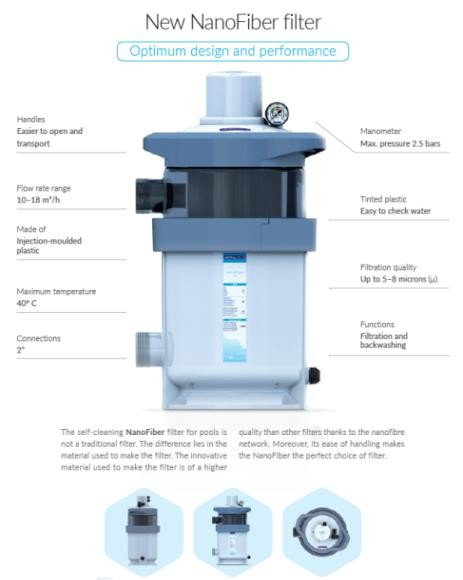 New NanoFiber filter
Optimum design and performance
Handles
Easier to open and
transport
Flow rate range
10-18 m³/h
Made of
Injection-moulded
plastic
Maximum temperature
40º C
Connections
2"
Manometer
Max. pressure 2.5 bars
Tinted plastic
Easy to check water
Filtration quality
Up to 5-8 microns (µ)
Functions
Filtration and
backwashing
The self-cleaning NanoFiber filter for pools is
not a traditional filter. The difference lies in the
material used to make the filter. The innovative
material used to make the filter is of a higher
quality than other filters thanks to the nanofibre
network. Moreover, its ease of handling makes
the NanoFiber the perfect choice of filter.